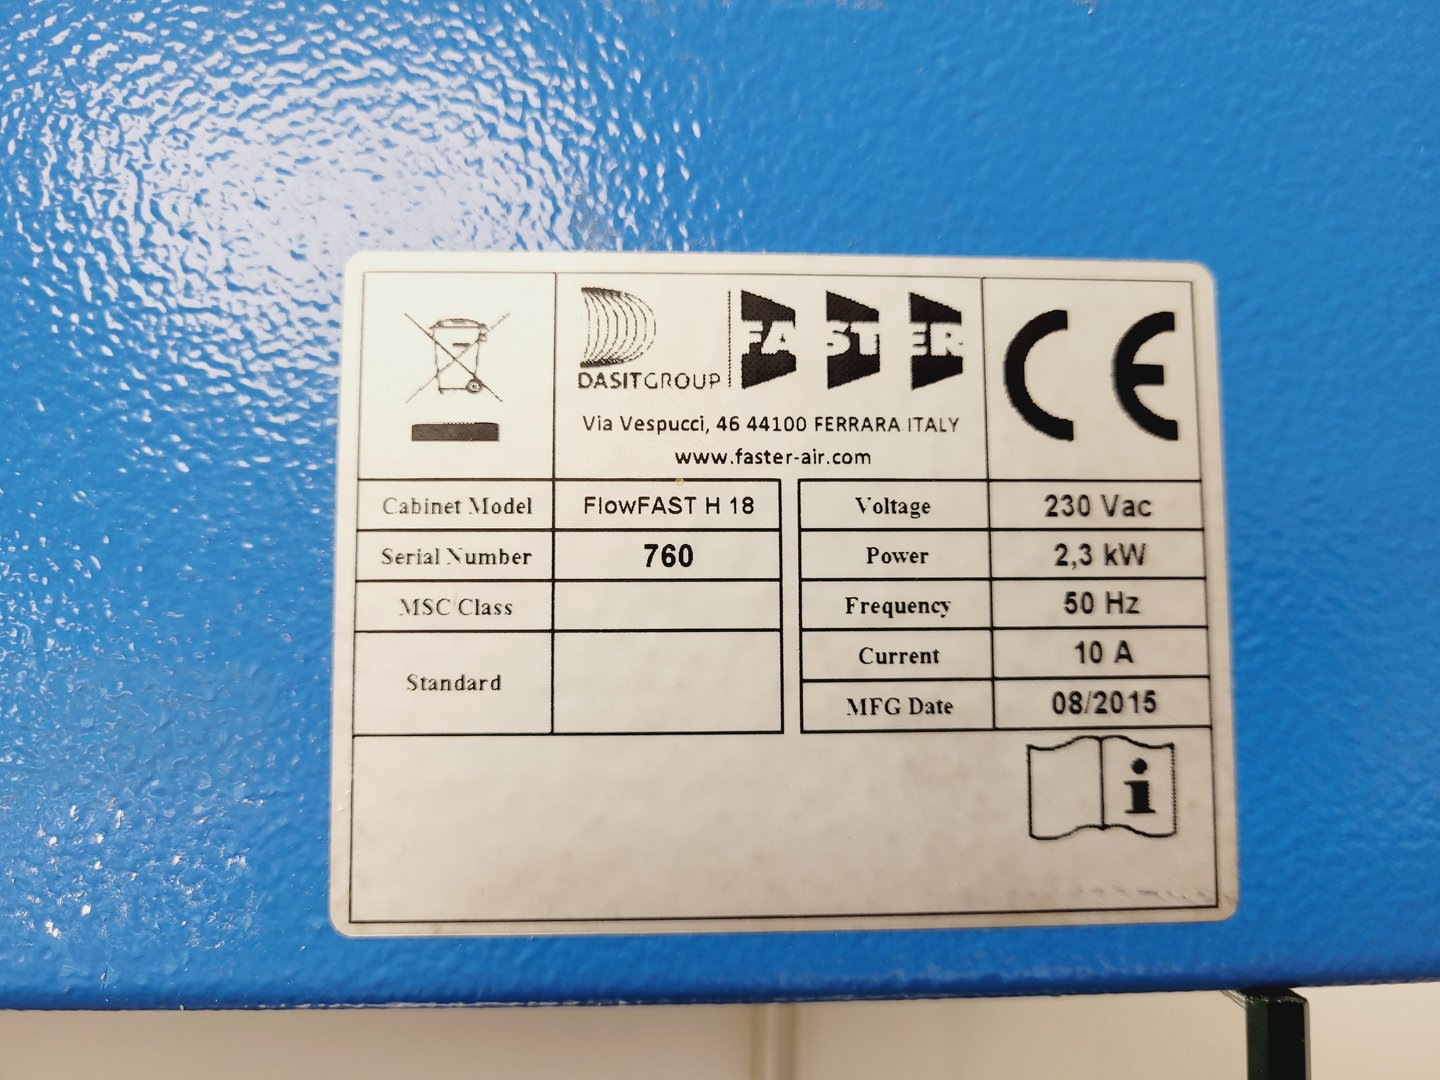 DASITGROUP
FASTER
Via Vespucci, 46 44100 FERRARA ITALY
www.faster-air.com
CE
Cabinet Model FlowFAST H 18
Serial Number 760
MSC Class
Standard
Voltage 230 Vac
Power 2,3 kW
Frequency 50 Hz
Current 10 A
MFG Date 08/2015
i